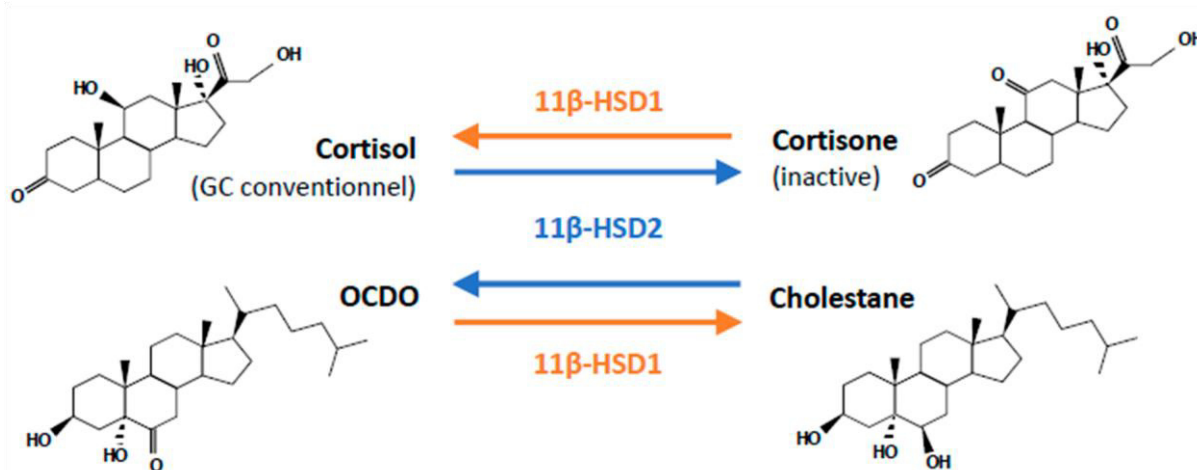 O
OH
HO
HO
O
Cortisol
(GC conventionnel)
11β-HSD1
Cortisone
(inactive)
O
OH
HO
O
O
11β-HSD2
OCDO
Cholestane
11β-HSD1
HO
HO
O
HO
HO
OH